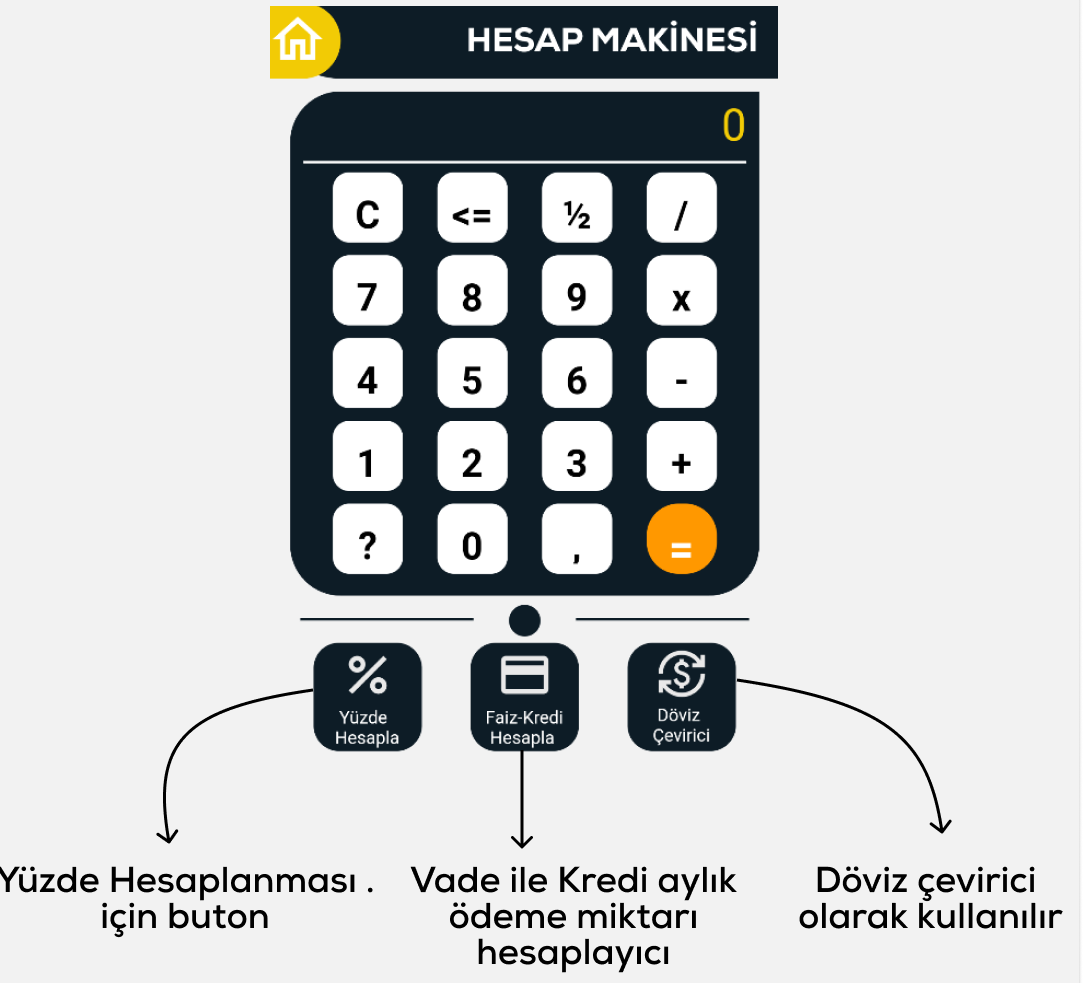 HESAP MAKİNESİ
0
C <= ½ /
7 8 9 x
4 5 6 -
1 2 3 +
? 0 , =
% $
Yüzde
Hesapla
Faiz-Kredi
Hesapla
Döviz
Çevirici
Yüzde Hesaplanması .
için buton
Vade ile Kredi aylık
ödeme miktarı
hesaplayıcı
Döviz çevirici
olarak kullanılır